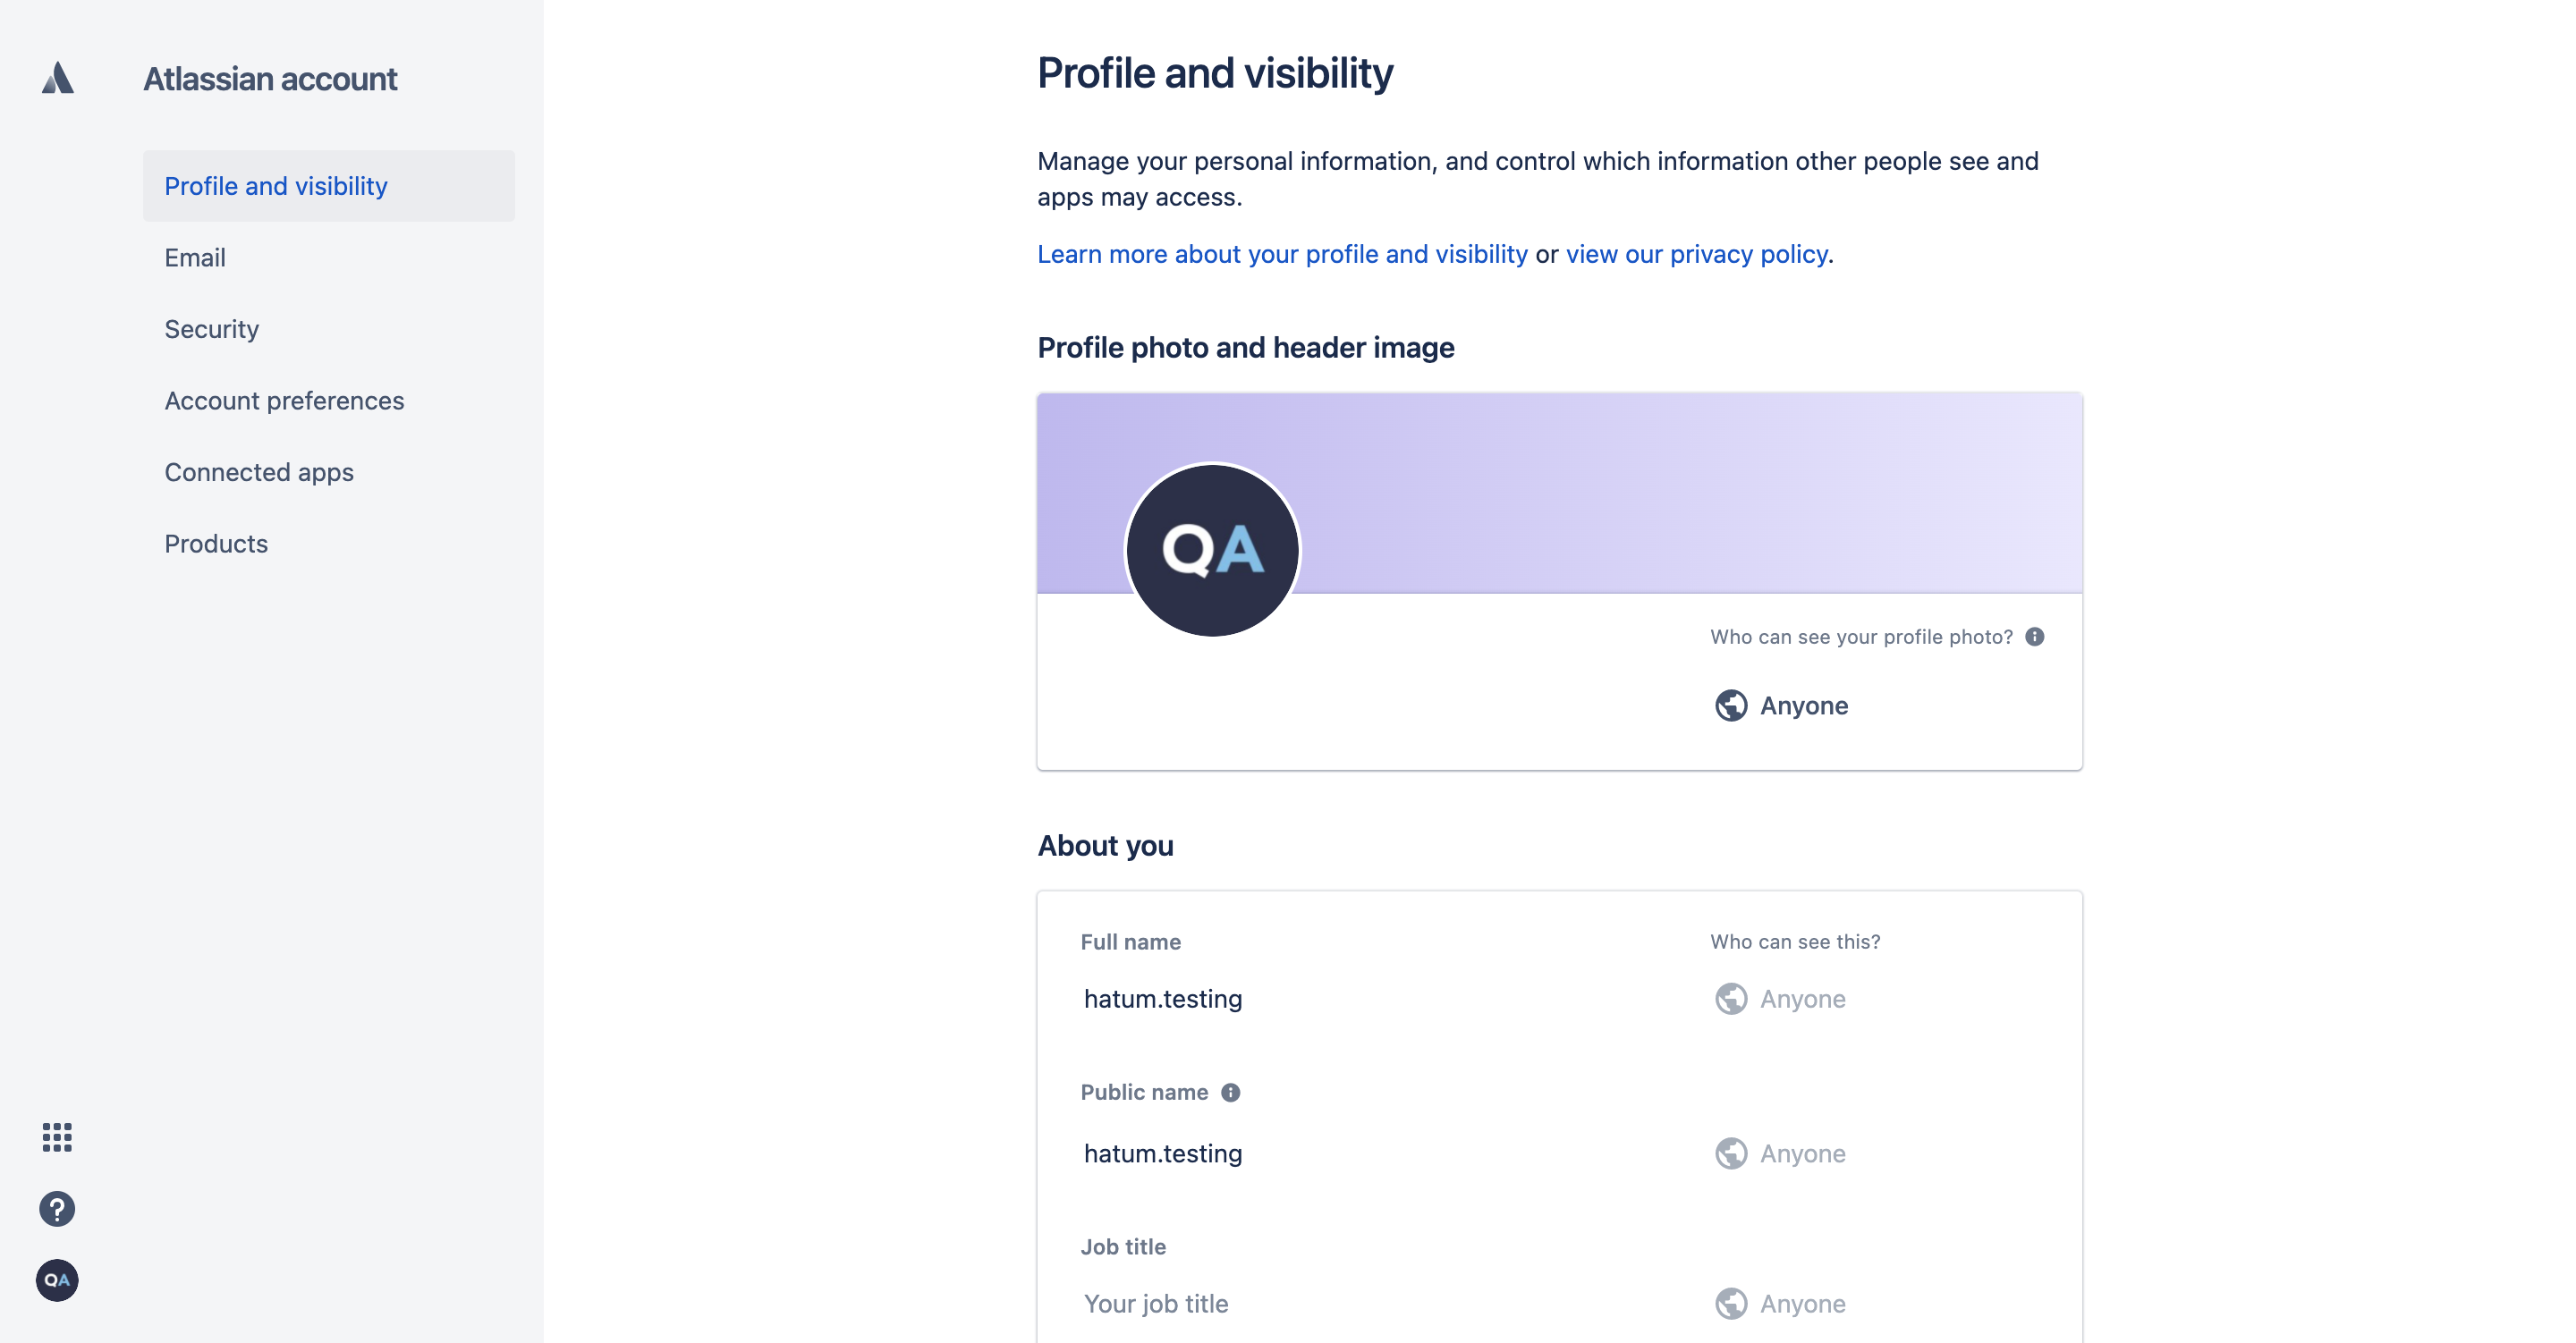 Atlassian account
Profile and visibility
Email
Security
Account preferences
Connected apps
Products
QA
Profile and visibility
Manage your personal information, and control which information other people see and
apps may access.
Learn more about your profile and visibility or view our privacy policy.
Profile photo and header image
QA
Who can see your profile photo?
Anyone
About you
Full name
Who can see this?
hatum.testing
Anyone
Public name
hatum.testing
Anyone
Job title
Your job title
Anyone